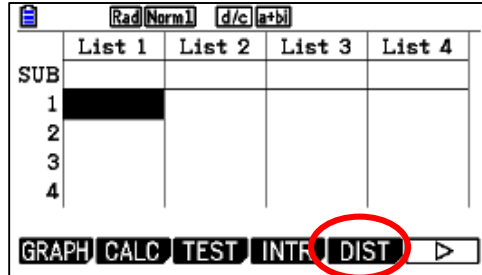 Rad Norm1 d/c a+bi
List 1 List 2 List 3 List 4
SUB
1
2
3
4
GRAPH CALC TEST INTR DIST ▷